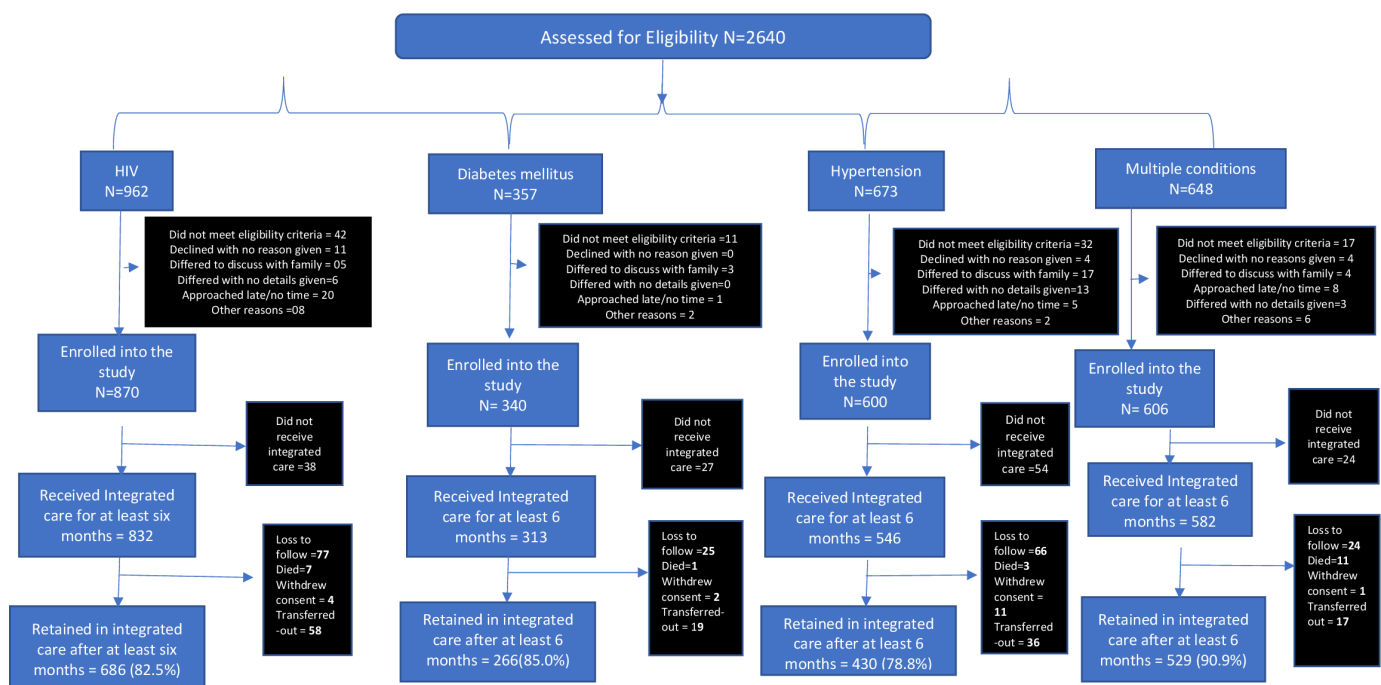 Assessed for Eligibility N=2640
HIV
N=962
Diabetes mellitus
N=357
Hypertension
N=673
Multiple conditions
N=648
Did not meet eligibility criteria = 42
Declined with no reason given = 11
Differed to discuss with family = 05
Differed with no details given=6
Approached late/no time = 20
Other reasons =08
Did not meet eligibility criteria =11
Declined with no reason given =0
Differed to discuss with family =3
Differed with no details given=0
Approached late/no time = 1
Other reasons = 2
Did not meet eligibility criteria =32
Declined with no reason given = 4
Differed to discuss with family = 17
Differed with no details given=13
Approached late/no time = 5
Other reasons = 2
Did not meet eligibility criteria = 17
Declined with no reasons given = 4
Differed to discuss with family = 4
Approached late/no time = 8
Differed with no details given=3
Other reasons = 6
Enrolled into the
study
N=870
Enrolled into the
study
N= 340
Enrolled into
the study
N=600
Enrolled into the
study
N= 606
Did not
receive
integrated
care =38
Did not
receive
integrated
care =27
Did not
receive
integrated
care =54
Did not
receive
integrated
care =24
Received Integrated
care for at least six
months = 832
Received Integrated
care for at least 6
months = 313
Received Integrated
care for at least 6
months = 546
Received Integrated
care for at least 6
months = 582
Loss to
follow =77
Died=7
Withdrew
consent = 4
Transferred
-out = 58
Loss to
follow =25
Died=1
Withdrew
consent = 2
Transferred-
out = 19
Loss to
follow =66
Died=3
Withdrew
consent =
11
Transferred
-out = 36
Loss to
follow =24
Died=11
Withdrew
consent = 1
Transferred
out = 17
Retained in integrated
care after at least six
months = 686 (82.5%)
Retained in integrated
care after at least 6
months = 266(85.0%)
Retained in integrated
care after at least 6
months = 430 (78.8%)
Retained in integrated
care after at least 6
months = 529 (90.9%)